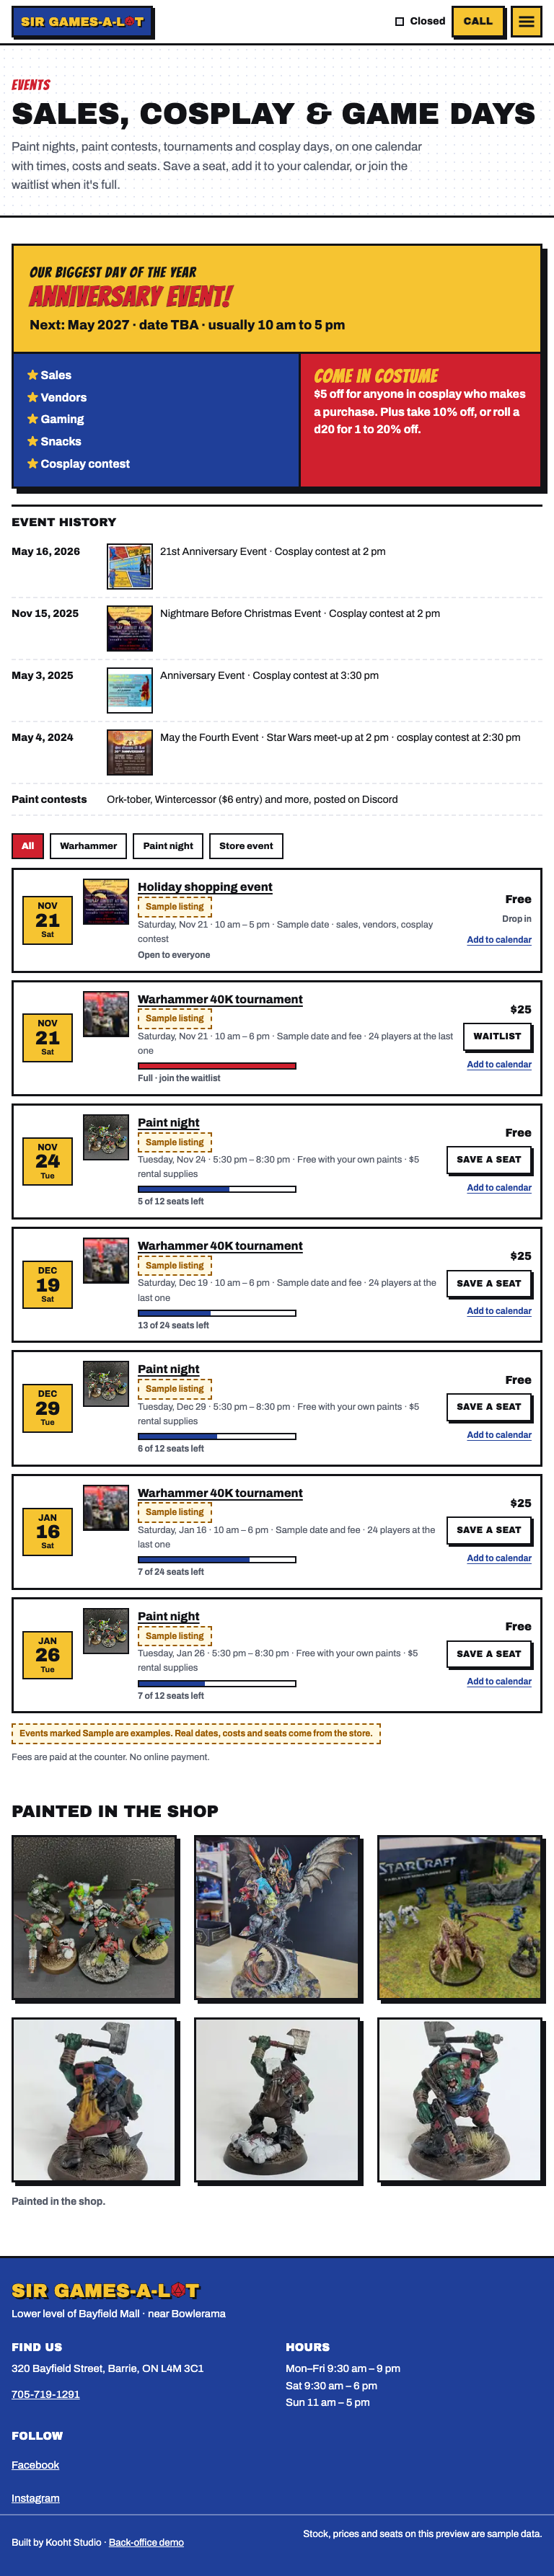 SIR GAMES-A-LOT
Closed
CALL
EVENTS
SALES, COSPLAY & GAME DAYS
Paint nights, paint contests, tournaments and cosplay days, on one calendar
with times, costs and seats. Save a seat, add it to your calendar, or join the
waitlist when it's full.
OUR BIGGEST DAY OF THE YEAR
ANNIVERSARY EVENT!
Next: May 2027 · date TBA · usually 10 am to 5 pm
Sales
Vendors
Gaming
Snacks
Cosplay contest
COME IN COSTUME
$5 off for anyone in cosplay who makes
a purchase. Plus take 10% off, or roll a
d20 for 1 to 20% off.
EVENT HISTORY
May 16, 2026
21st Anniversary Event · Cosplay contest at 2 pm
Nov 15, 2025
Nightmare Before Christmas Event · Cosplay contest at 2 pm
May 3, 2025
Anniversary Event · Cosplay contest at 3:30 pm
May 4, 2024
May the Fourth Event · Star Wars meet-up at 2 pm · cosplay contest at 2:30 pm
Paint contests
Ork-tober, Wintercessor ($6 entry) and more, posted on Discord
All
Warhammer
Paint night
Store event
NOV
21
Sat
Holiday shopping event
Sample listing
Saturday, Nov 21 · 10 am – 5 pm · Sample date · sales, vendors, cosplay
contest
Open to everyone
Free
Drop in
Add to calendar
NOV
21
Sat
Warhammer 40K tournament
Sample listing
Saturday, Nov 21 · 10 am – 6 pm · Sample date and fee · 24 players at the last
one
Full · join the waitlist
$25
WAITLIST
Add to calendar
NOV
24
Tue
Paint night
Sample listing
Tuesday, Nov 24 · 5:30 pm – 8:30 pm · Free with your own paints · $5
rental supplies
5 of 12 seats left
Free
SAVE A SEAT
Add to calendar
DEC
19
Sat
Warhammer 40K tournament
Sample listing
Saturday, Dec 19 · 10 am – 6 pm · Sample date and fee · 24 players at the
last one
13 of 24 seats left
$25
SAVE A SEAT
Add to calendar
DEC
29
Tue
Paint night
Sample listing
Tuesday, Dec 29 · 5:30 pm – 8:30 pm · Free with your own paints · $5
rental supplies
6 of 12 seats left
Free
SAVE A SEAT
Add to calendar
JAN
16
Sat
Warhammer 40K tournament
Sample listing
Saturday, Jan 16 · 10 am – 6 pm · Sample date and fee · 24 players at the
last one
7 of 24 seats left
$25
SAVE A SEAT
Add to calendar
JAN
26
Tue
Paint night
Sample listing
Tuesday, Jan 26 · 5:30 pm – 8:30 pm · Free with your own paints · $5
rental supplies
7 of 12 seats left
Free
SAVE A SEAT
Add to calendar
Events marked Sample are examples. Real dates, costs and seats come from the store.
Fees are paid at the counter. No online payment.
PAINTED IN THE SHOP
STARCRAFT
Painted in the shop.
SIR GAMES-A-LOT
Lower level of Bayfield Mall · near Bowlerama
FIND US
320 Bayfield Street, Barrie, ON L4M 3C1
705-719-1291
HOURS
Mon–Fri 9:30 am – 9 pm
Sat 9:30 am – 6 pm
Sun 11 am – 5 pm
FOLLOW
Facebook
Instagram
Built by Kooht Studio · Back-office demo
Stock, prices and seats on this preview are sample data.